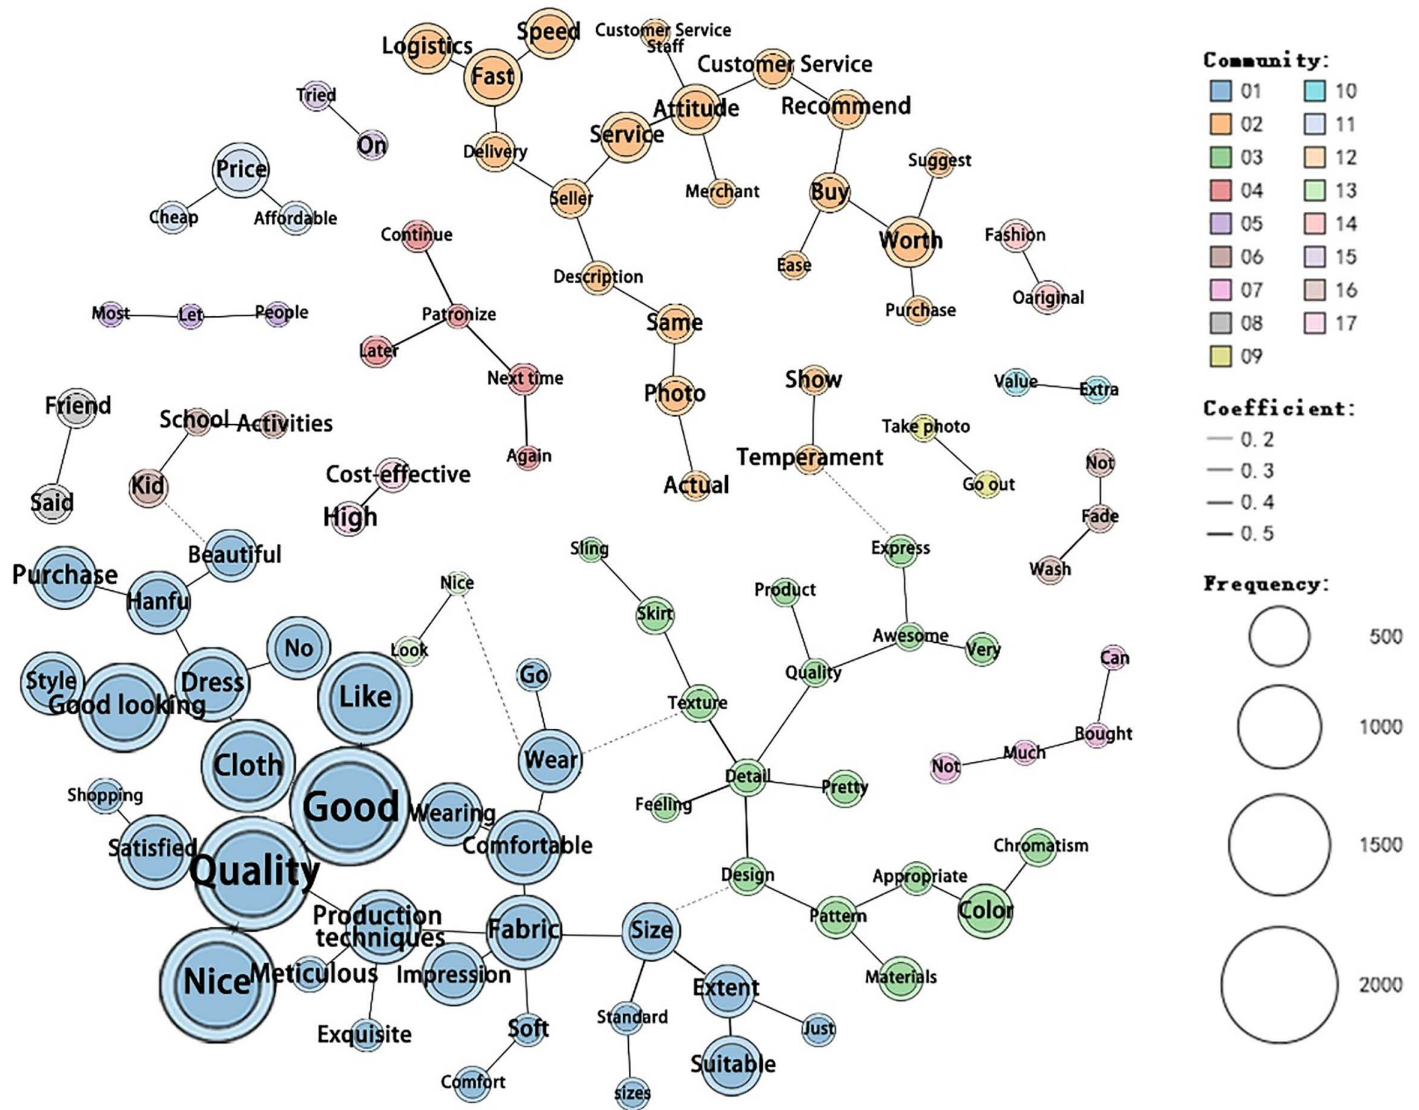 Speed
Logistics
Fast
Customer Service
Staff
Customer Service
Tried
Attitude
Recommend
On
Service
Delivery
Suggest
Price
Seller
Merchant
Buy
Cheap
Affordable
Continue
Worth
Fashion
Ease
Description
Oariginal
Most
Let
People
Patronize
Same
Purchase
Later
Next time
Show
Value
Extra
Photo
Friend
School
Activities
Take photo
Again
Temperament
Not
Cost-effective
Kid
Actual
Go out
Said
High
Fade
Beautiful
Sling
Express
Wash
Purchase
Hanfu
Nice
Product
Skirt
No
Look
Awesome
Very
Can
Style
Dress
Like
Go
Quality
Good looking
Texture
Bought
Cloth
Wear
Much
Not
Detail
Pretty
Shopping
Good
Wearing
Feeling
Satisfied
Comfortable
Chromatism
Quality
Design
Appropriate
Production
techniques
Fabric
Size
Pattern
Color
Nice
Meticulous
Impression
Extent
Materials
Exquisite
Soft
Standard
Just
Suitable
Comfort
sizes
Community:
01 10
02 11
03 12
04 13
05 14
06 15
07 16
08 17
09
Coefficient:
0.2
0.3
0.4
0.5
Frequency:
500
1000
1500
2000